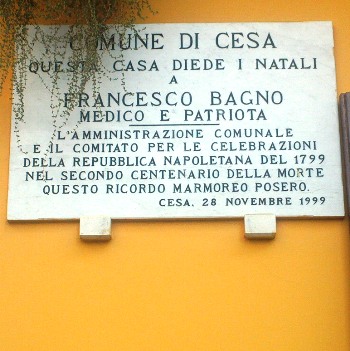 COMUNE DI CESA
QUESTA CASA DIEDE I NATALI
A
FRANCESCO BAGNO
MEDICO E PATRIOTA
L'AMMINISTRAZIONE COMUNALE
E IL COMITATO PER LE CELEBRAZIONI
DELLA REPUBBLICA NAPOLETANA DEL 1799
NEL SECONDO CENTENARIO DELLA MORTE
QUESTO RICORDO MARMOREO POSERO.
CESA, 28 NOVEMBRE 1999